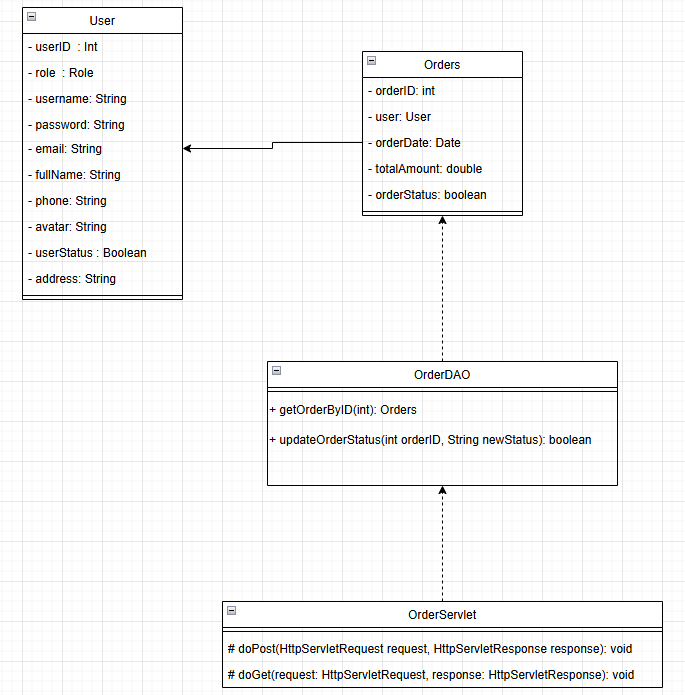 User
- userID : Int
- role : Role
- username: String
- password: String
- email: String
- fullName: String
- phone: String
- avatar: String
- userStatus : Boolean
- address: String
Orders
- orderID: int
- user: User
- orderDate: Date
- totalAmount: double
- orderStatus: boolean
OrderDAO
+ getOrderByID(int): Orders
+ updateOrderStatus(int orderID, String newStatus): boolean
OrderServlet
# doPost(HttpServletRequest request, HttpServletResponse response): void
# doGet(request: HttpServletRequest, response: HttpServletResponse): void